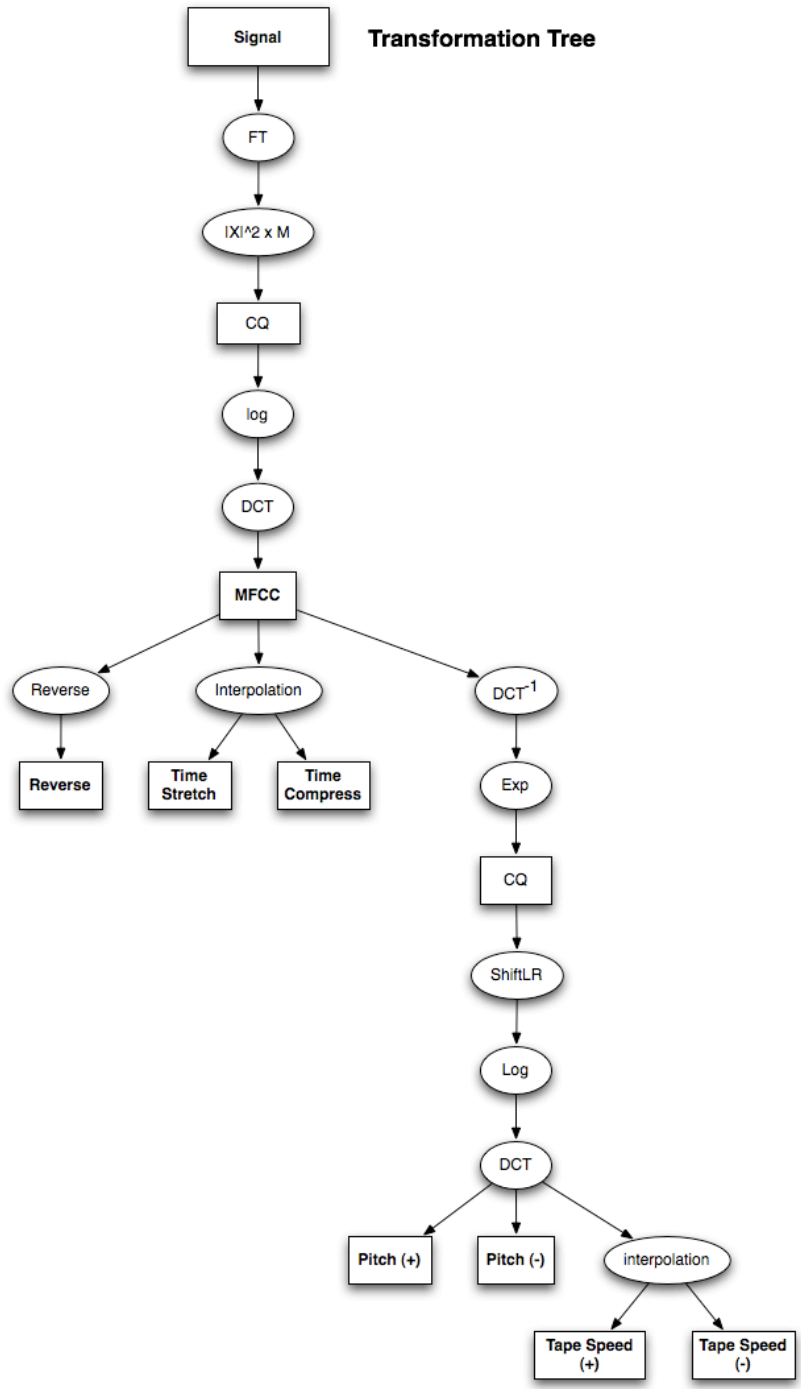 Signal
Transformation Tree
FT
|X|^2 x M
CQ
log
DCT
MFCC
Reverse
Interpolation
DCT-1
Reverse
Time
Stretch
Time
Compress
Exp
CQ
ShiftLR
Log
DCT
Pitch (+)
Pitch (-)
interpolation
Tape Speed
(+)
Tape Speed
(-)